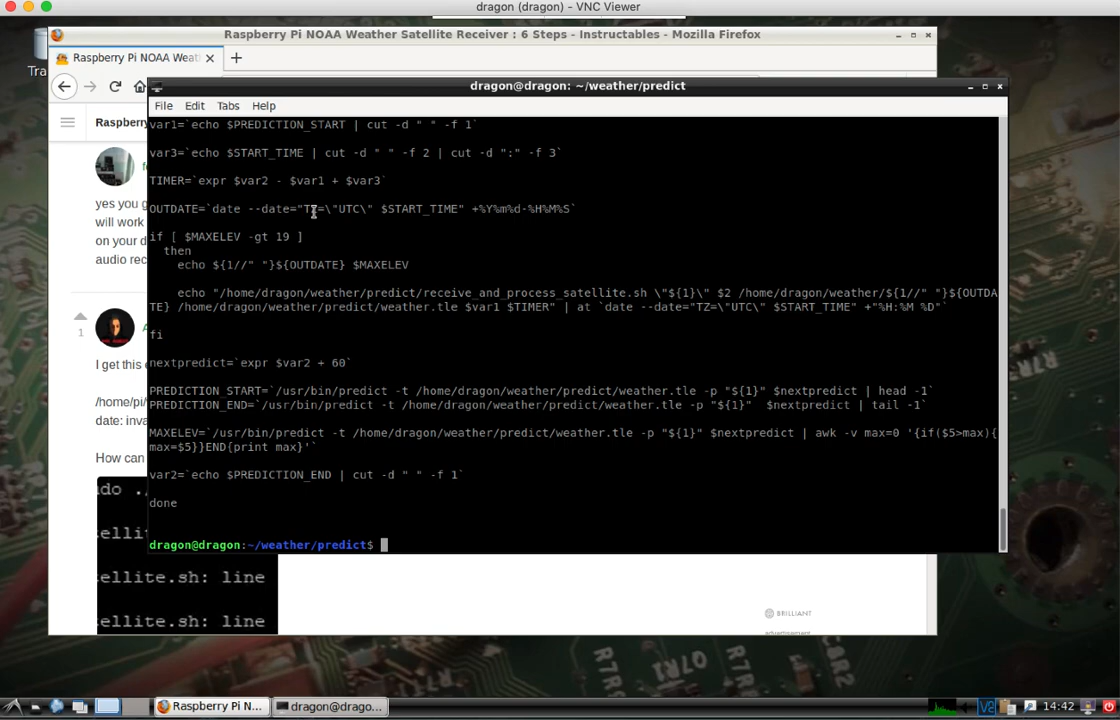 dragon (dragon) - VNC Viewer
Raspberry Pi NOAA Weather Satellite Receiver : 6 Steps - Instructables - Mozilla Firefox
Raspberry Pi NOAA Weat
dragon@dragon: ~/weather/predict
File Edit Tabs Help
var1=`echo $PREDICTION_START | cut -d " " -f 1`
var3=`echo $START_TIME | cut -d " " -f 2 | cut -d ":" -f 3`
TIMER=`expr $var2 - $var1 + $var3`
OUTDATE=`date --date="TZ=\"UTC\" $START_TIME" +%Y%m%d-%H%M%S`
if [ $MAXELEV -gt 19 ]
then
echo ${1//" "}${OUTDATE} $MAXELEV
echo "/home/dragon/weather/predict/receive_and_process_satellite.sh \"${1}\" $2 /home/dragon/weather/${1//" "}${OUTDA
TE} /home/dragon/weather/predict/weather.tle $var1 $TIMER" | at `date --date="TZ=\"UTC\" $START_TIME" +"%H:%M %D"`
fi
nextpredict=`expr $var2 + 60`
PREDICTION_START=`/usr/bin/predict -t /home/dragon/weather/predict/weather.tle -p "${1}" $nextpredict | head -1`
PREDICTION_END=`/usr/bin/predict -t /home/dragon/weather/predict/weather.tle -p "${1}"  $nextpredict | tail -1`
MAXELEV=`/usr/bin/predict -t /home/dragon/weather/predict/weather.tle -p "${1}" $nextpredict | awk -v max=0 '{if($5>max){
max=$5}}END{print max}'`
var2=`echo $PREDICTION_END | cut -d " " -f 1`
done
dragon@dragon:~/weather/predict$
Tra
Raspberr
yes you g
will work
on your d
audio rec
1
I get this
/home/pi/
date: inva
How can
do ./
tellit
ellite.sh: line
ellite.sh: line
BRILLIANT
advertisement
Raspberry Pi N...
dragon@drago...
V2
14:42